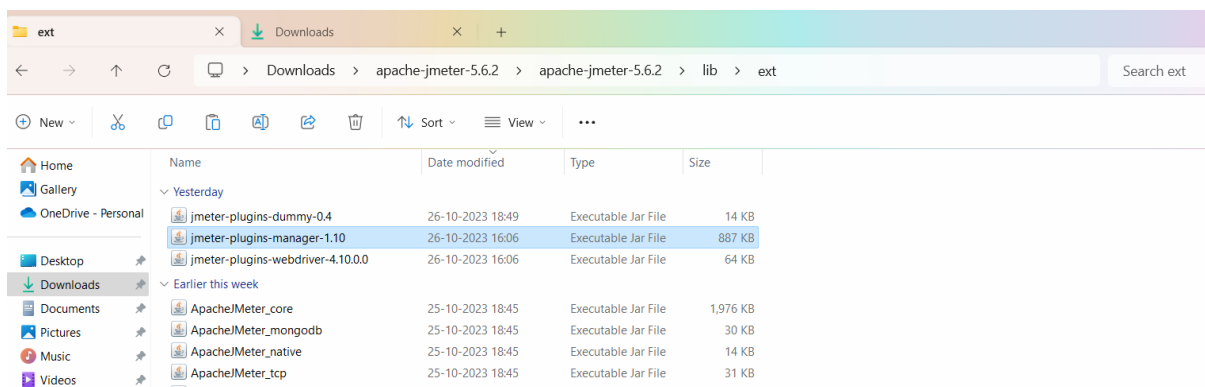 ext
Downloads
Downloads > apache-jmeter-5.6.2 > apache-jmeter-5.6.2 > lib > ext
Search ext
New
Sort
View
Home
Gallery
OneDrive - Personal
Desktop
Downloads
Documents
Pictures
Music
Videos
Name Date modified Type Size
Yesterday
jmeter-plugins-dummy-0.4 26-10-2023 18:49 Executable Jar File 14 KB
jmeter-plugins-manager-1.10 26-10-2023 16:06 Executable Jar File 887 KB
jmeter-plugins-webdriver-4.10.0.0 26-10-2023 16:06 Executable Jar File 64 KB
Earlier this week
ApacheJMeter_core 25-10-2023 18:45 Executable Jar File 1,976 KB
ApacheJMeter_mongodb 25-10-2023 18:45 Executable Jar File 30 KB
ApacheJMeter_native 25-10-2023 18:45 Executable Jar File 14 KB
ApacheJMeter_tcp 25-10-2023 18:45 Executable Jar File 31 KB